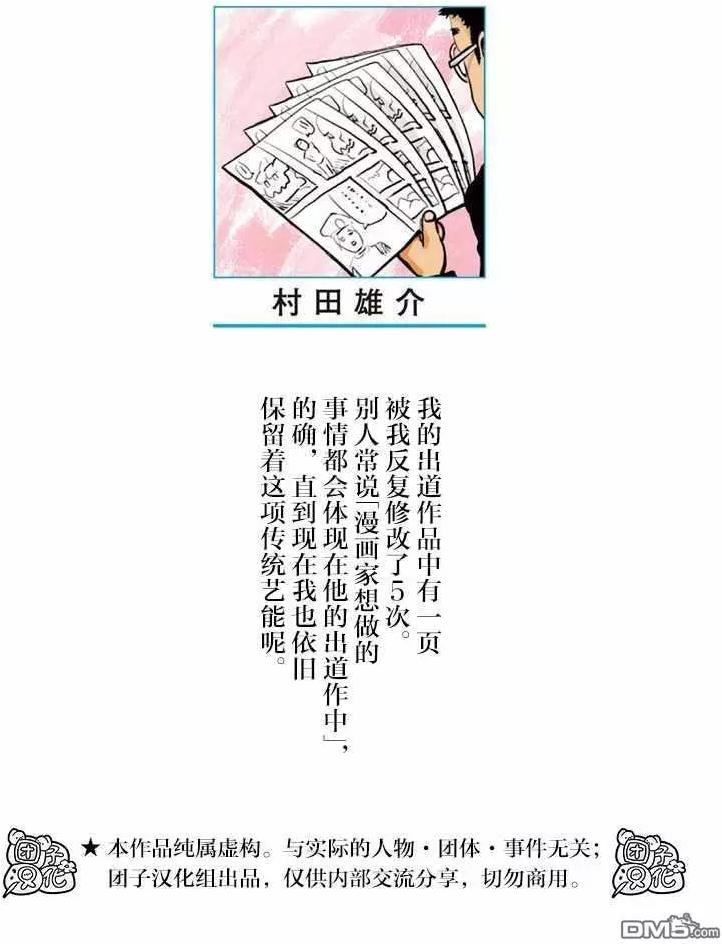 村田雄介
我的出道作品中有一页
被我反复修改了5次。
别人常说「漫画家想做的
事情都会体现在他的出道作中」，
的确，直到现在我也依旧
保留着这项传统艺能呢。
★本作品纯属虚构。与实际的人物・团体・事件无关；
团子汉化组出品，仅供内部交流分享，切勿商用。
团子
汉化
团子
汉化
DM5.com